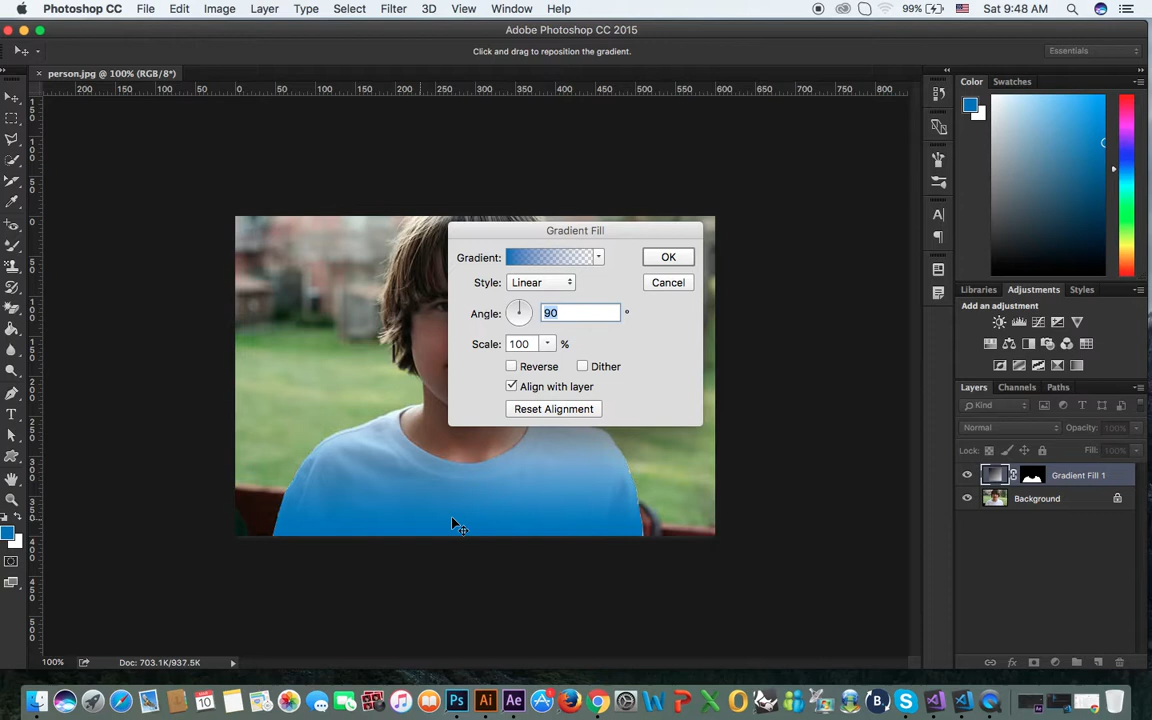 Photoshop CC File Edit Image Layer Type Select Filter 3D View Window Help 99% Sat 9:48 AM
Adobe Photoshop CC 2015
Click and drag to reposition the gradient. Essentials
× person.jpg @ 100% (RGB/8*)
Color Swatches
200 150 100 50 0 50 100 150 200 250 300 350 400 450 500 550 600 650 700 750 800
Gradient Fill
Gradient: OK
Style: Linear Cancel
Angle: 90 °
Scale: 100 %
Reverse Dither
Align with layer
Reset Alignment
Libraries Adjustments Styles
Add an adjustment
Layers Channels Paths
Kind
Normal Opacity: 100%
Lock: Fill: 100%
Gradient Fill 1
Background
100% Doc: 703.1K/937.5K